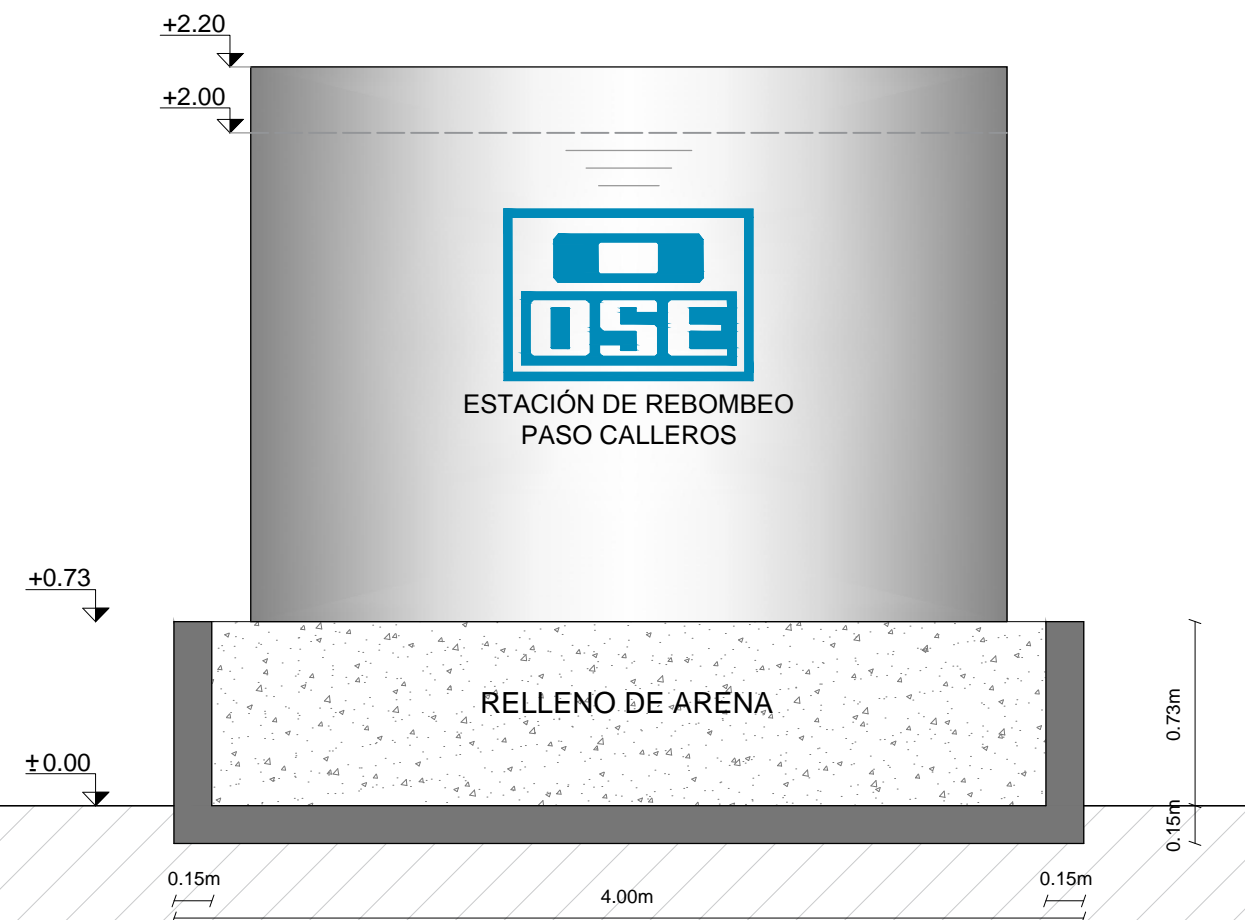 +2.20
+2.00
OSE
ESTACIÓN DE REBOMBEO
PASO CALLEROS
+0.73
RELLENO DE ARENA
0.73m
±0.00
0.15m
0.15m
4.00m
0.15m